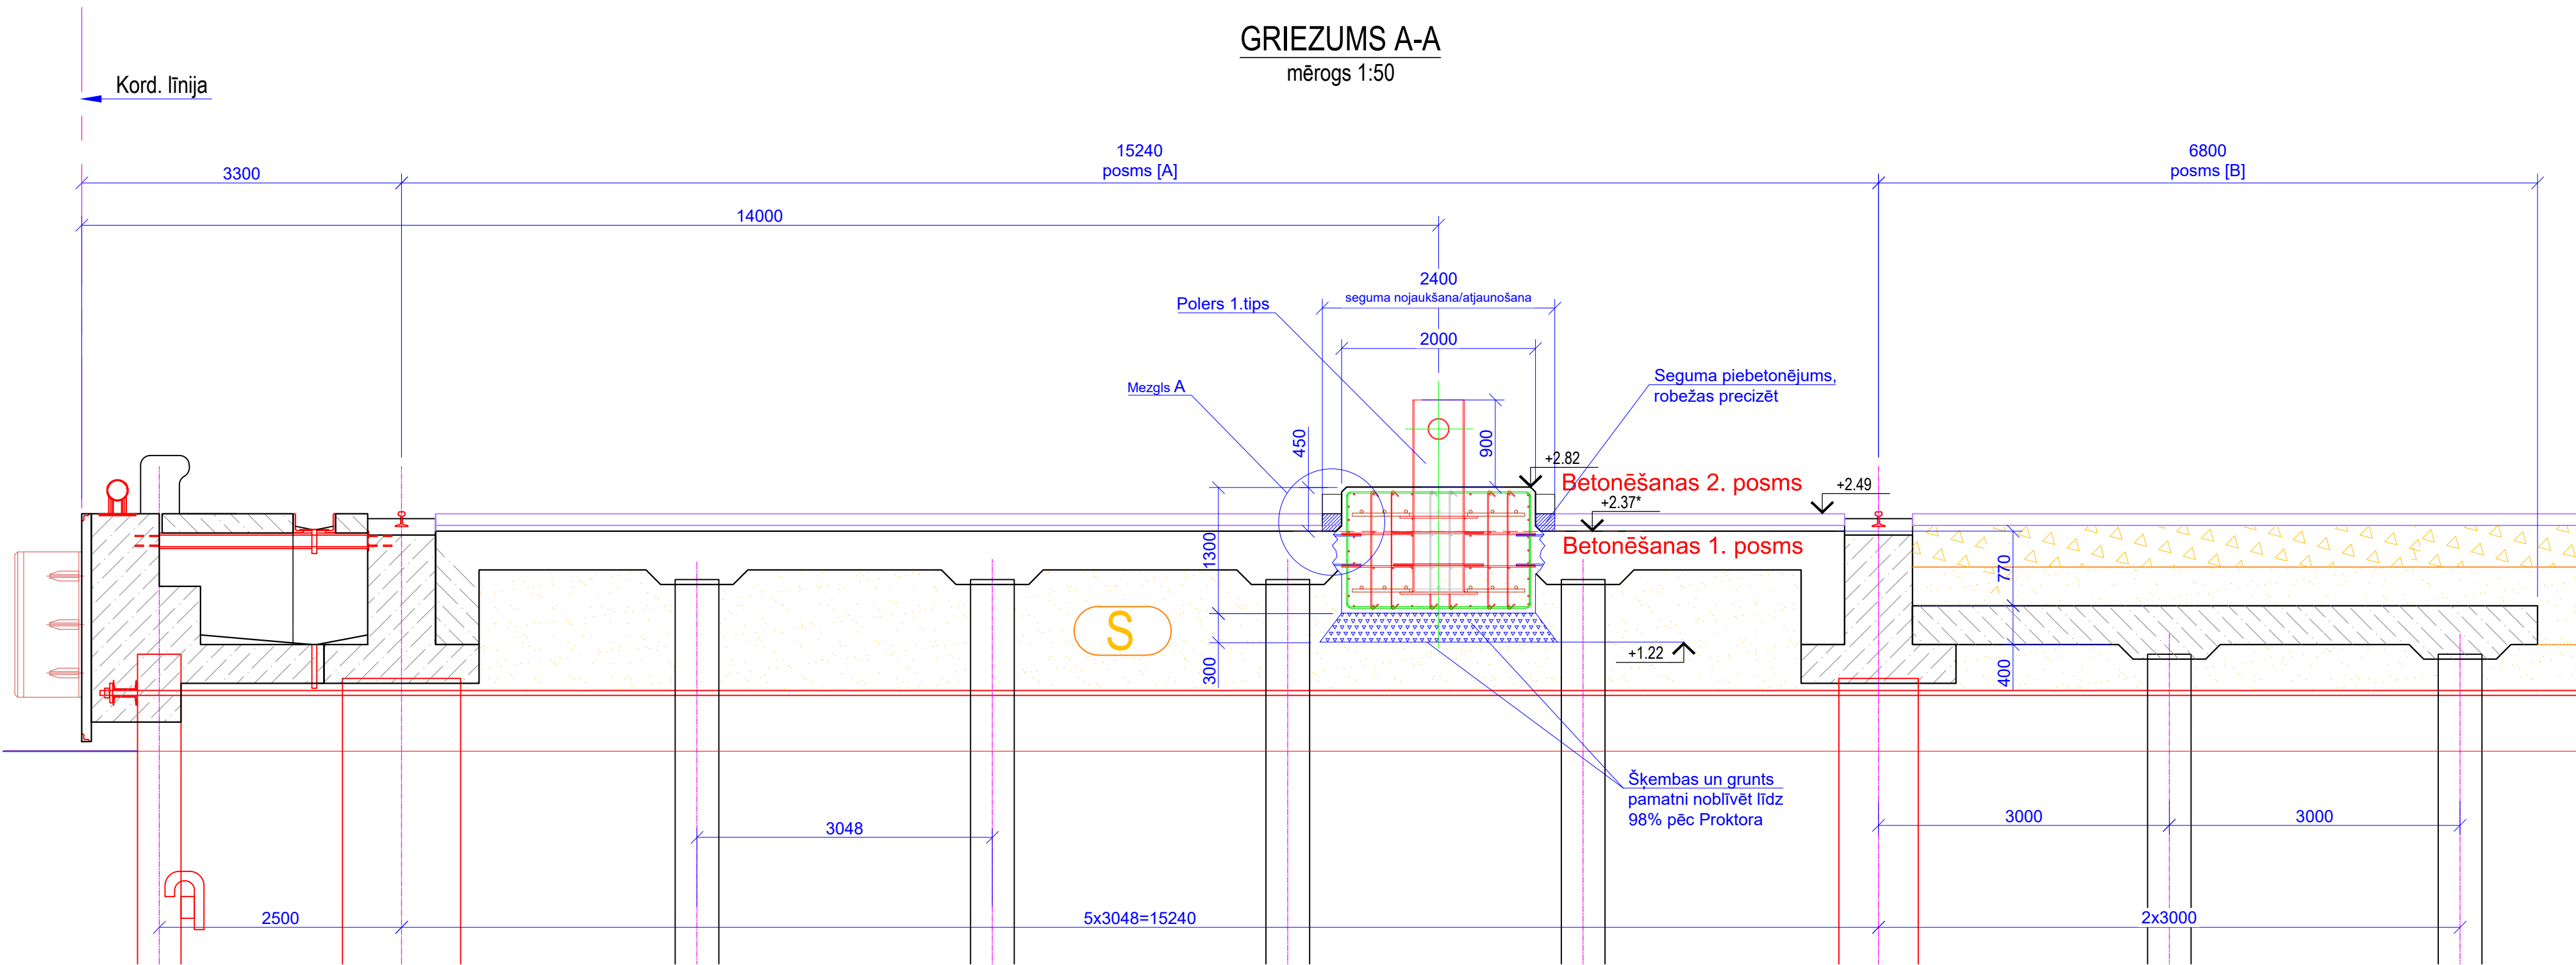 GRIEZUMS A-A
mērogs 1:50
Kord. līnija
15240
posms [A]
6800
posms [B]
3300
14000
2400
seguma nojaukšana/atjaunošana
Polers 1.tips
2000
Seguma piebetonējums,
robežas precizēt
Mezgls A
450
900
+2.82
Betonēšanas 2. posms
+2.49
+2.37*
Betonēšanas 1. posms
1300
770
S
+1.22
300
400
Šķembas un grunts
pamatni noblīvēt līdz
98% pēc Proktora
3048
3000
3000
2500
5x3048=15240
2x3000